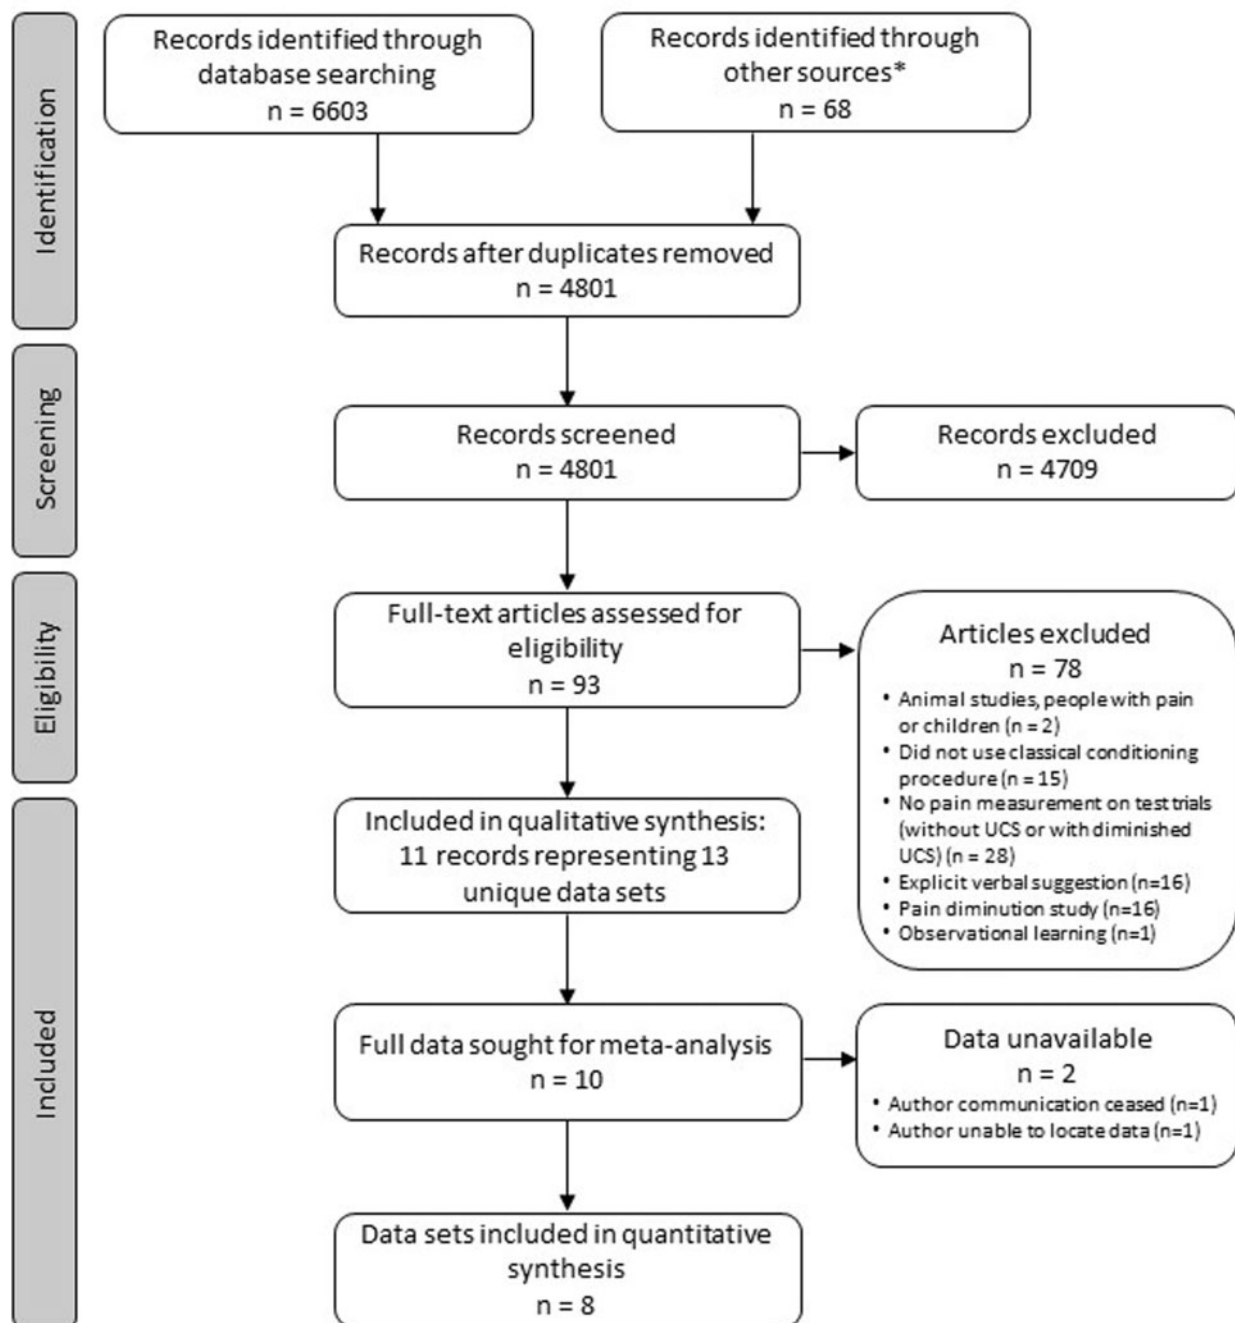 Identification
Records identified through
database searching
n = 6603
Records identified through
other sources*
n = 68
Records after duplicates removed
n = 4801
Screening
Records screened
n = 4801
Records excluded
n = 4709
Eligibility
Full-text articles assessed for
eligibility
n = 93
Articles excluded
n = 78
• Animal studies, people with pain
or children (n = 2)
• Did not use classical conditioning
procedure (n = 15)
• No pain measurement on test trials
(without UCS or with diminished
UCS) (n = 28)
• Explicit verbal suggestion (n=16)
• Pain diminution study (n=16)
• Observational learning (n=1)
Included
Included in qualitative synthesis:
11 records representing 13
unique data sets
Full data sought for meta-analysis
n = 10
Data unavailable
n = 2
• Author communication ceased (n=1)
• Author unable to locate data (n=1)
Data sets included in quantitative
synthesis
n = 8